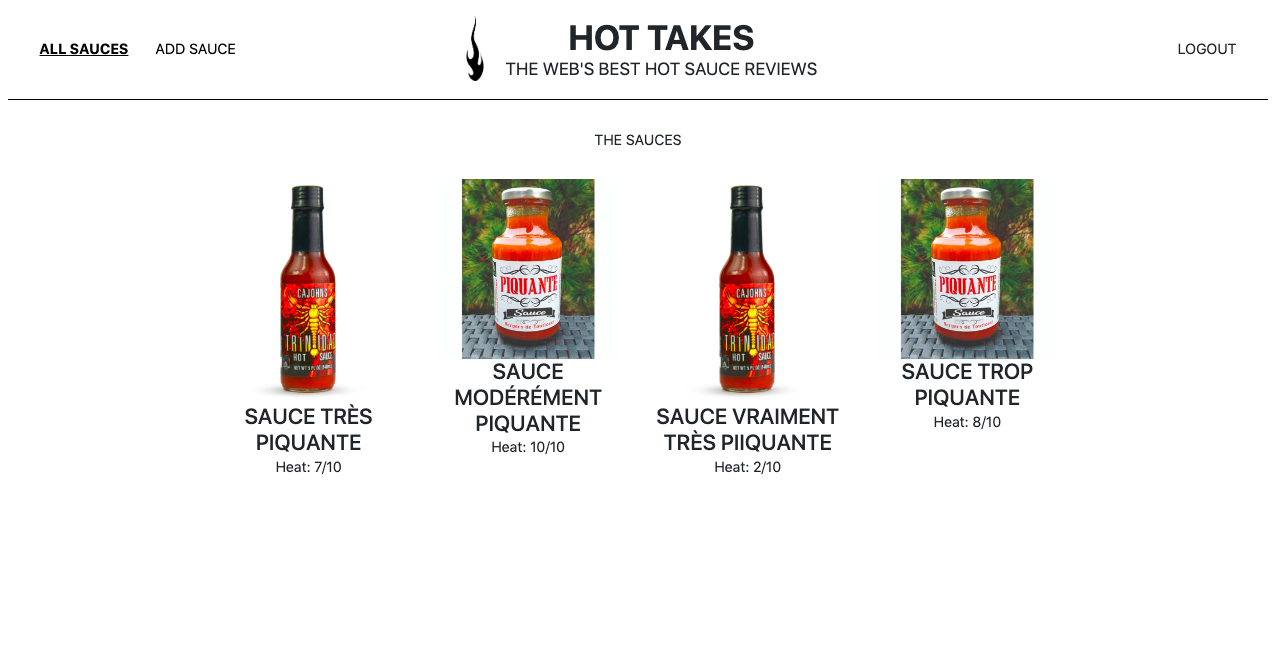 ALL SAUCES
ADD SAUCE
HOT TAKES
THE WEB'S BEST HOT SAUCE REVIEWS
LOGOUT
THE SAUCES
CAJOHNS
TRINIDAD
HOT SAUCE
SAUCE TRÈS
PIQUANTE
Heat: 7/10
PIQUANTE
Sauce
SAUCE
MODÉRÉMENT
PIQUANTE
Heat: 10/10
CAJOHNS
TRINIDAD
HOT SAUCE
SAUCE VRAIMENT
TRÈS PIIQUANTE
Heat: 2/10
PIQUANTE
Sauce
SAUCE TROP
PIQUANTE
Heat: 8/10